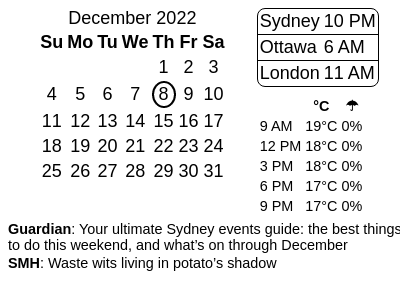 December 2022
Su Mo Tu We Th Fr Sa
1 2 3
4 5 6 7 8 9 10
11 12 13 14 15 16 17
18 19 20 21 22 23 24
25 26 27 28 29 30 31
Sydney 10 PM
Ottawa 6 AM
London 11 AM
°C ☂
9 AM 19°C 0%
12 PM 18°C 0%
3 PM 18°C 0%
6 PM 17°C 0%
9 PM 17°C 0%
Guardian: Your ultimate Sydney events guide: the best things
to do this weekend, and what’s on through December
SMH: Waste wits living in potato’s shadow